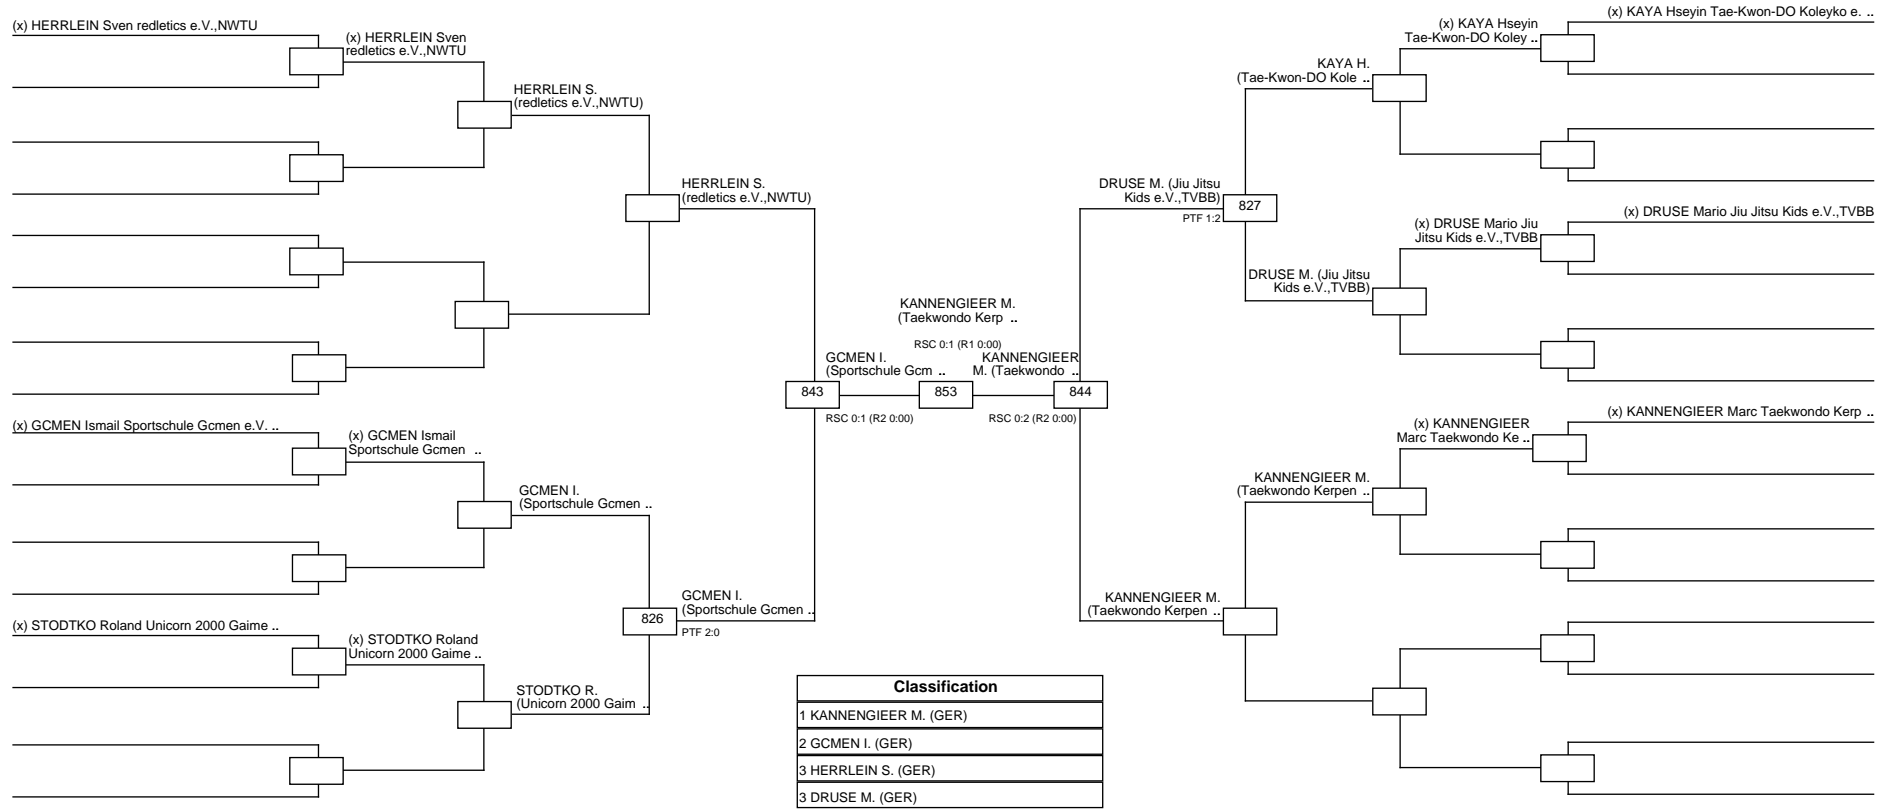 (x) HERRLEIN Sven redletics e.V.,NWTU
(x) HERRLEIN Sven
redletics e.V.,NWTU
HERRLEIN S.
(redletics e.V.,NWTU)
HERRLEIN S.
(redletics e.V.,NWTU)
(x) GCMEN Ismail Sportschule Gcmen e.V. ..
(x) GCMEN Ismail
Sportschule Gcmen ..
GCMEN I.
(Sportschule Gcmen ..
(x) STODTKO Roland Unicorn 2000 Gaime ..
(x) STODTKO Roland
Unicorn 2000 Gaime ..
STODTKO R.
(Unicorn 2000 Gaim ..
826
GCMEN I.
(Sportschule Gcmen ..
PTF 2:0
843
GCMEN I.
(Sportschule Gcm ..
RSC 0:1 (R2 0:00)
KANNENGIEER M.
(Taekwondo Kerp ..
RSC 0:1 (R1 0:00)
853
KANNENGIEER
M. (Taekwondo ..
844
RSC 0:2 (R2 0:00)
(x) KAYA Hseyin Tae-Kwon-DO Koleyko e. ..
(x) KAYA Hseyin
Tae-Kwon-DO Koley ..
KAYA H.
(Tae-Kwon-DO Kole ..
DRUSE M. (Jiu Jitsu
Kids e.V.,TVBB)
827
PTF 1:2
(x) DRUSE Mario Jiu Jitsu Kids e.V.,TVBB
(x) DRUSE Mario Jiu
Jitsu Kids e.V.,TVBB
DRUSE M. (Jiu Jitsu
Kids e.V.,TVBB)
(x) KANNENGIEER Marc Taekwondo Kerp ..
(x) KANNENGIEER
Marc Taekwondo Ke ..
KANNENGIEER M.
(Taekwondo Kerpen ..
KANNENGIEER M.
(Taekwondo Kerpen ..
Classification
1 KANNENGIEER M. (GER)
2 GCMEN I. (GER)
3 HERRLEIN S. (GER)
3 DRUSE M. (GER)